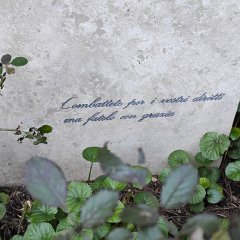 Combattete per i vostri diritti
ma fatelo con grazia